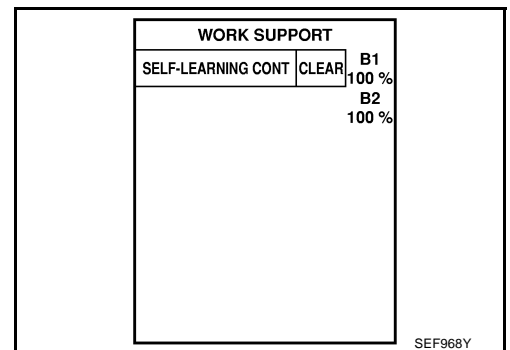 WORK SUPPORT
SELF-LEARNING CONT CLEAR B1
100 %
B2
100 %
SEF968Y